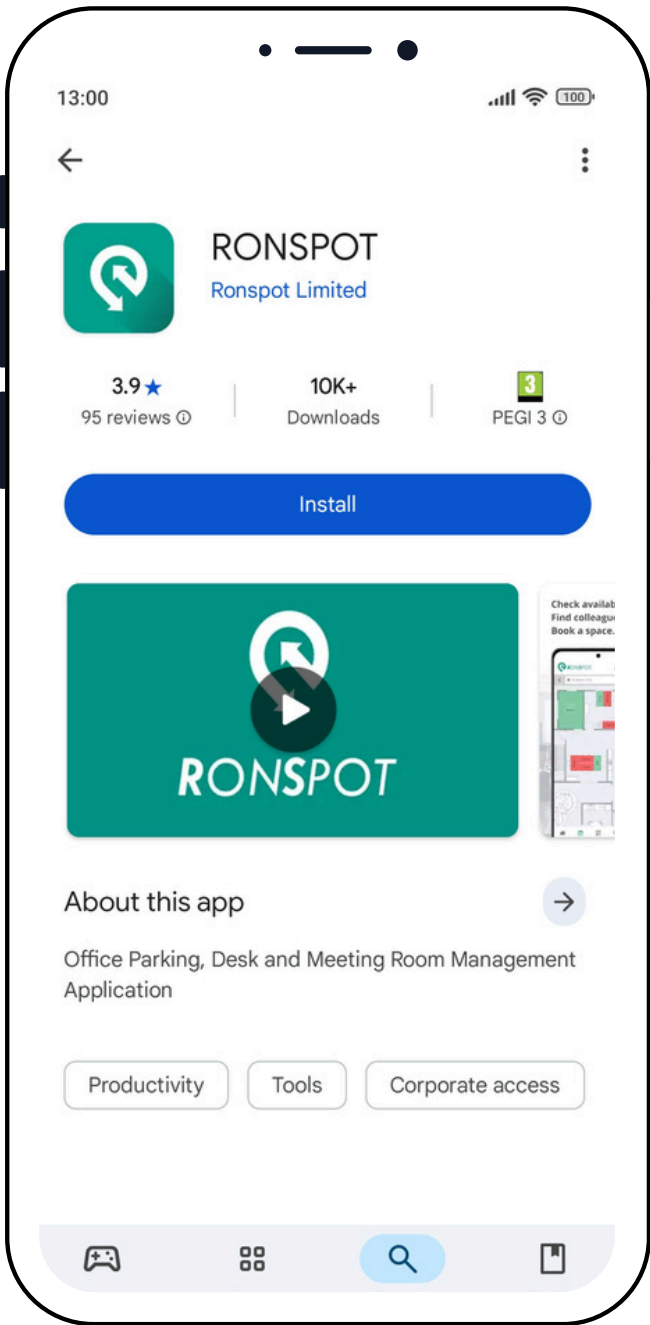 13:00
100
RONSPOT
Ronspot Limited
3.9★
95 reviews
10K+
Downloads
3
PEGI 3
Install
RONSPOT
Check availab
Find colleagu
Book a space.
RONSPOT
About this app
Office Parking, Desk and Meeting Room Management
Application
Productivity
Tools
Corporate access